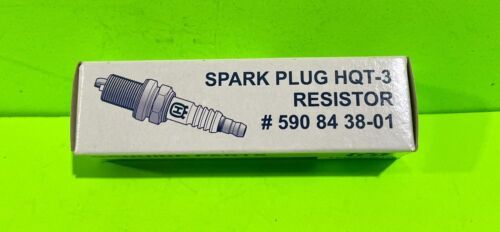 SPARK PLUG HQT-3
RESISTOR
# 590 84 38-01